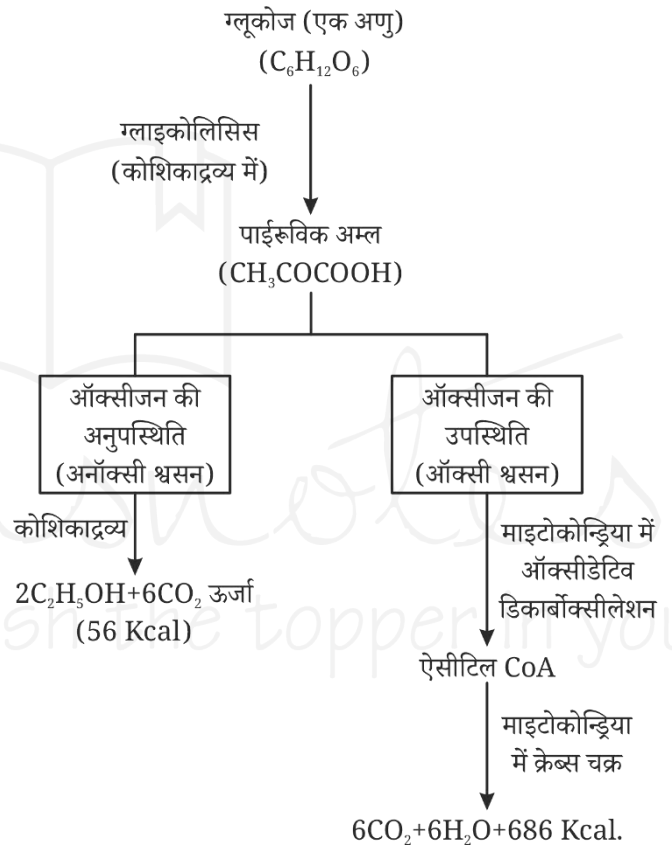 ग्लूकोज (एक अणु)
(C₆H₁₂O₆)
ग्लाइकोलिसिस
(कोशिकाद्रव्य में)
पाईरूविक अम्ल
(CH₃COCOOH)
ऑक्सीजन की
अनुपस्थिति
(अनॉक्सी श्वसन)
ऑक्सीजन की
उपस्थिति
(ऑक्सी श्वसन)
कोशिकाद्रव्य
2C₂H₅OH+6CO₂ ऊर्जा
(56 Kcal)
माइटोकोन्ड्रिया में
ऑक्सीडेटिव
डिकार्बोक्सीलेशन
ऐसीटिल CoA
माइटोकोन्ड्रिया
में क्रेब्स चक्र
6CO₂+6H₂O+686 Kcal.